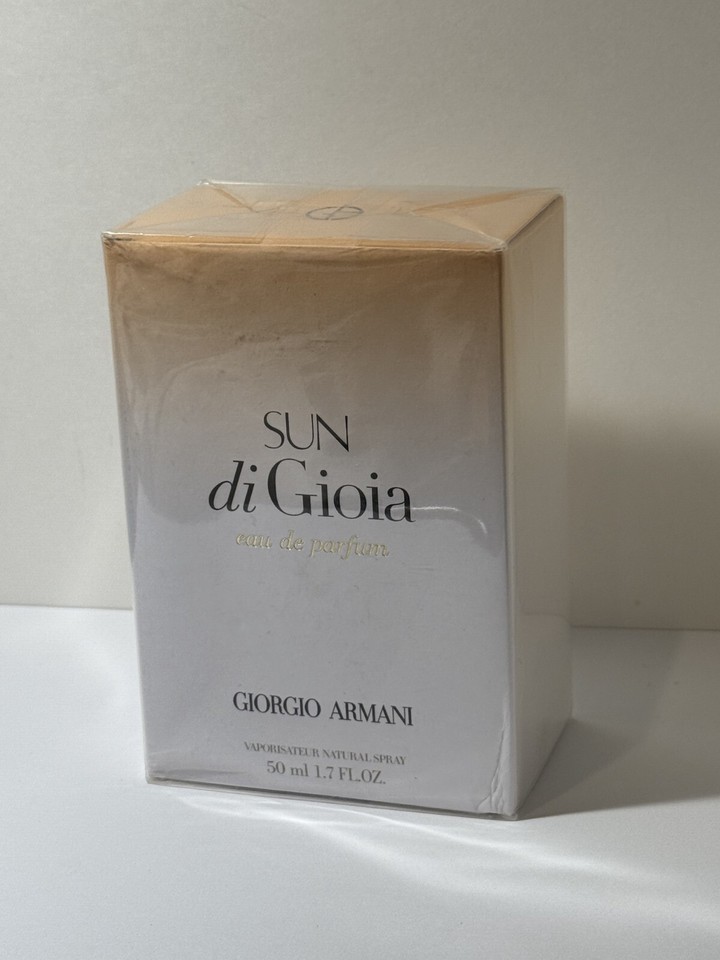 SUN
di Gioia
eau de parfum
GIORGIO ARMANI
VAPORISATEUR NATURAL SPRAY
50 ml 1.7 FL.OZ.